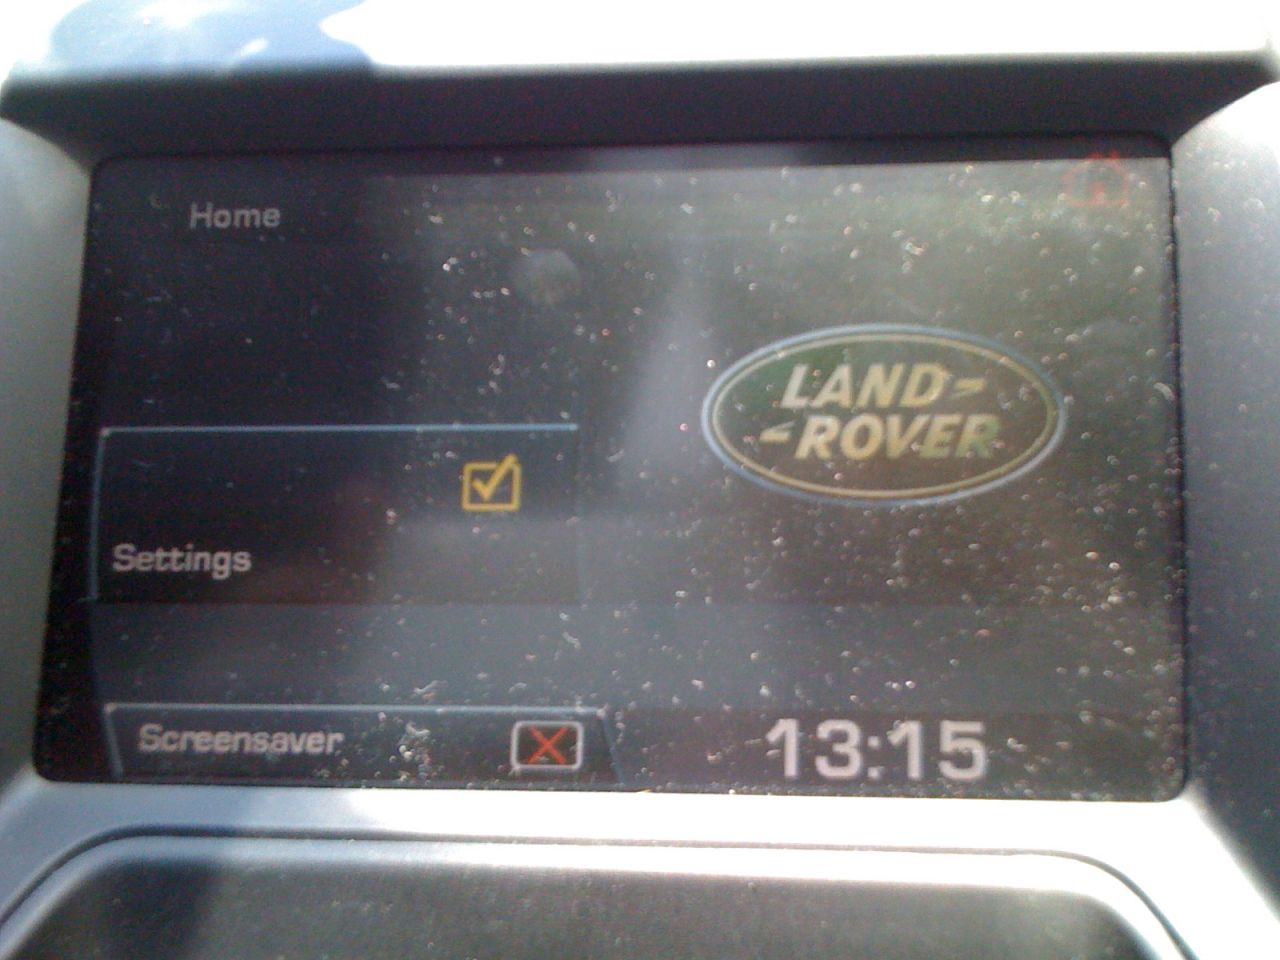 Home
LAND-
-ROVER
Settings
Screensaver
13:15